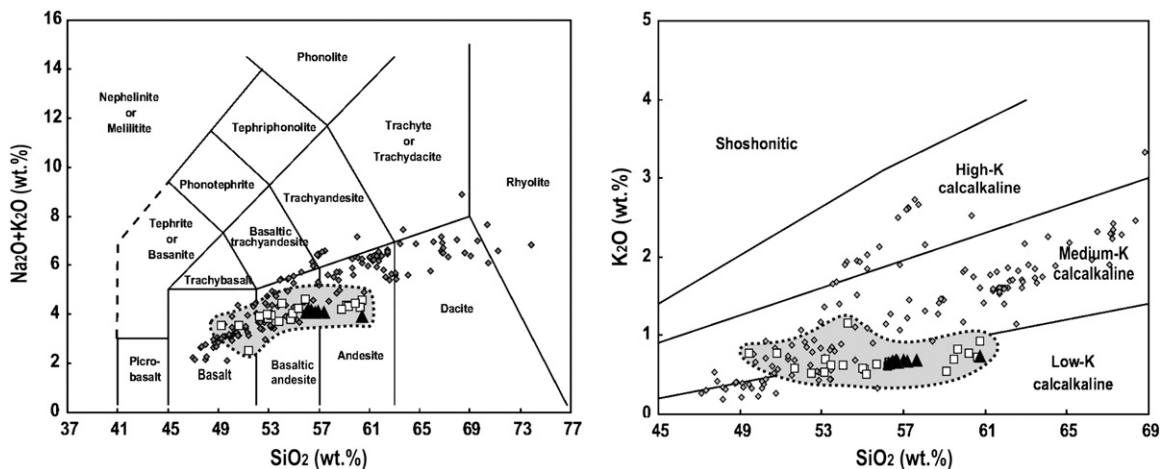 16
14
12
10
8
6
4
2
0
Na2O+K2O (wt.%)
Phonolite
Nephelinite
or
Melilitite
Tephriphonolite
Trachyte
or
Trachydacite
Rhyolite
Phonotephrite
Trachyandesite
Tephrite
or
Basanite
Basaltic
trachyandesite
Trachybasalt
Dacite
Picro-
basalt
Basalt
Basaltic
andesite
Andesite
37 41 45 49 53 57 61 65 69 73 77
SiO2 (wt.%)
5
4
3
2
1
0
K2O (wt.%)
Shoshonitic
High-K
calcalkaline
Medium-K
calcalkaline
Low-K
calcalkaline
45 49 53 57 61 65 69
SiO2 (wt.%)